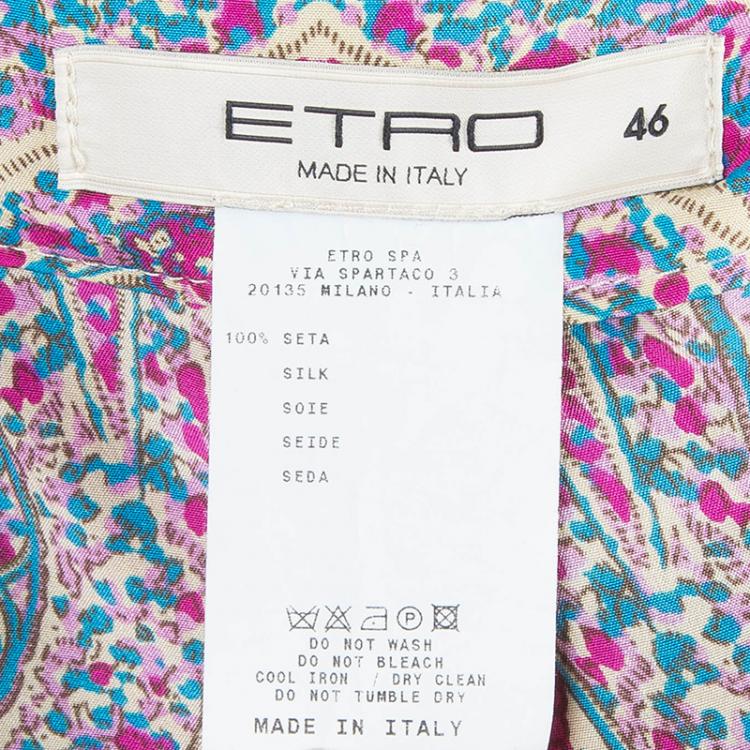 ETRO 46
MADE IN ITALY
ETRO SPA
VIA SPARTACO 3
20135 MILANO - ITALIA
100% SETA
SILK
SOIE
SEIDE
SEDA
P
DO NOT WASH
DO NOT BLEACH
COOL IRON / DRY CLEAN
DO NOT TUMBLE DRY
MADE IN ITALY